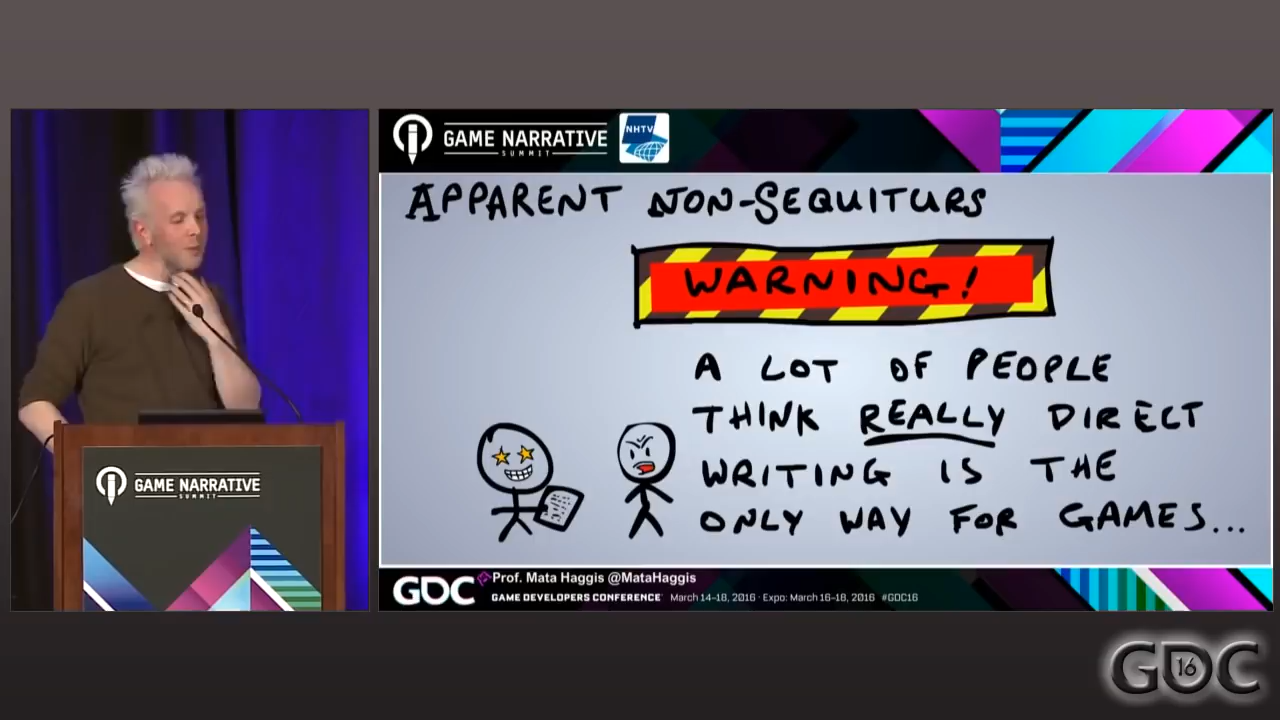 GAME NARRATIVE
SUMMIT
NHTV
APPARENT NON-SEQUITURS
WARNING!
A LOT OF PEOPLE
THINK REALLY DIRECT
WRITING IS THE
ONLY WAY FOR GAMES...
GAME NARRATIVE
SUMMIT
GDC
Prof. Mata Haggis @MataHaggis
GAME DEVELOPERS CONFERENCE March 14–18, 2016 · Expo: March 16–18, 2016 #GDC16
GDC 16